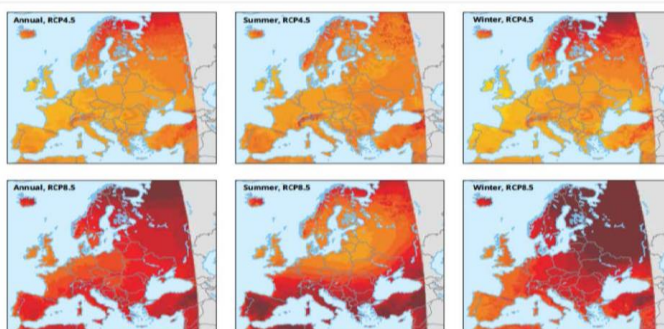 Annual, RCP4.5
Summer, RCP4.5
Winter, RCP4.5
Annual, RCP8.5
Summer, RCP8.5
Winter, RCP8.5